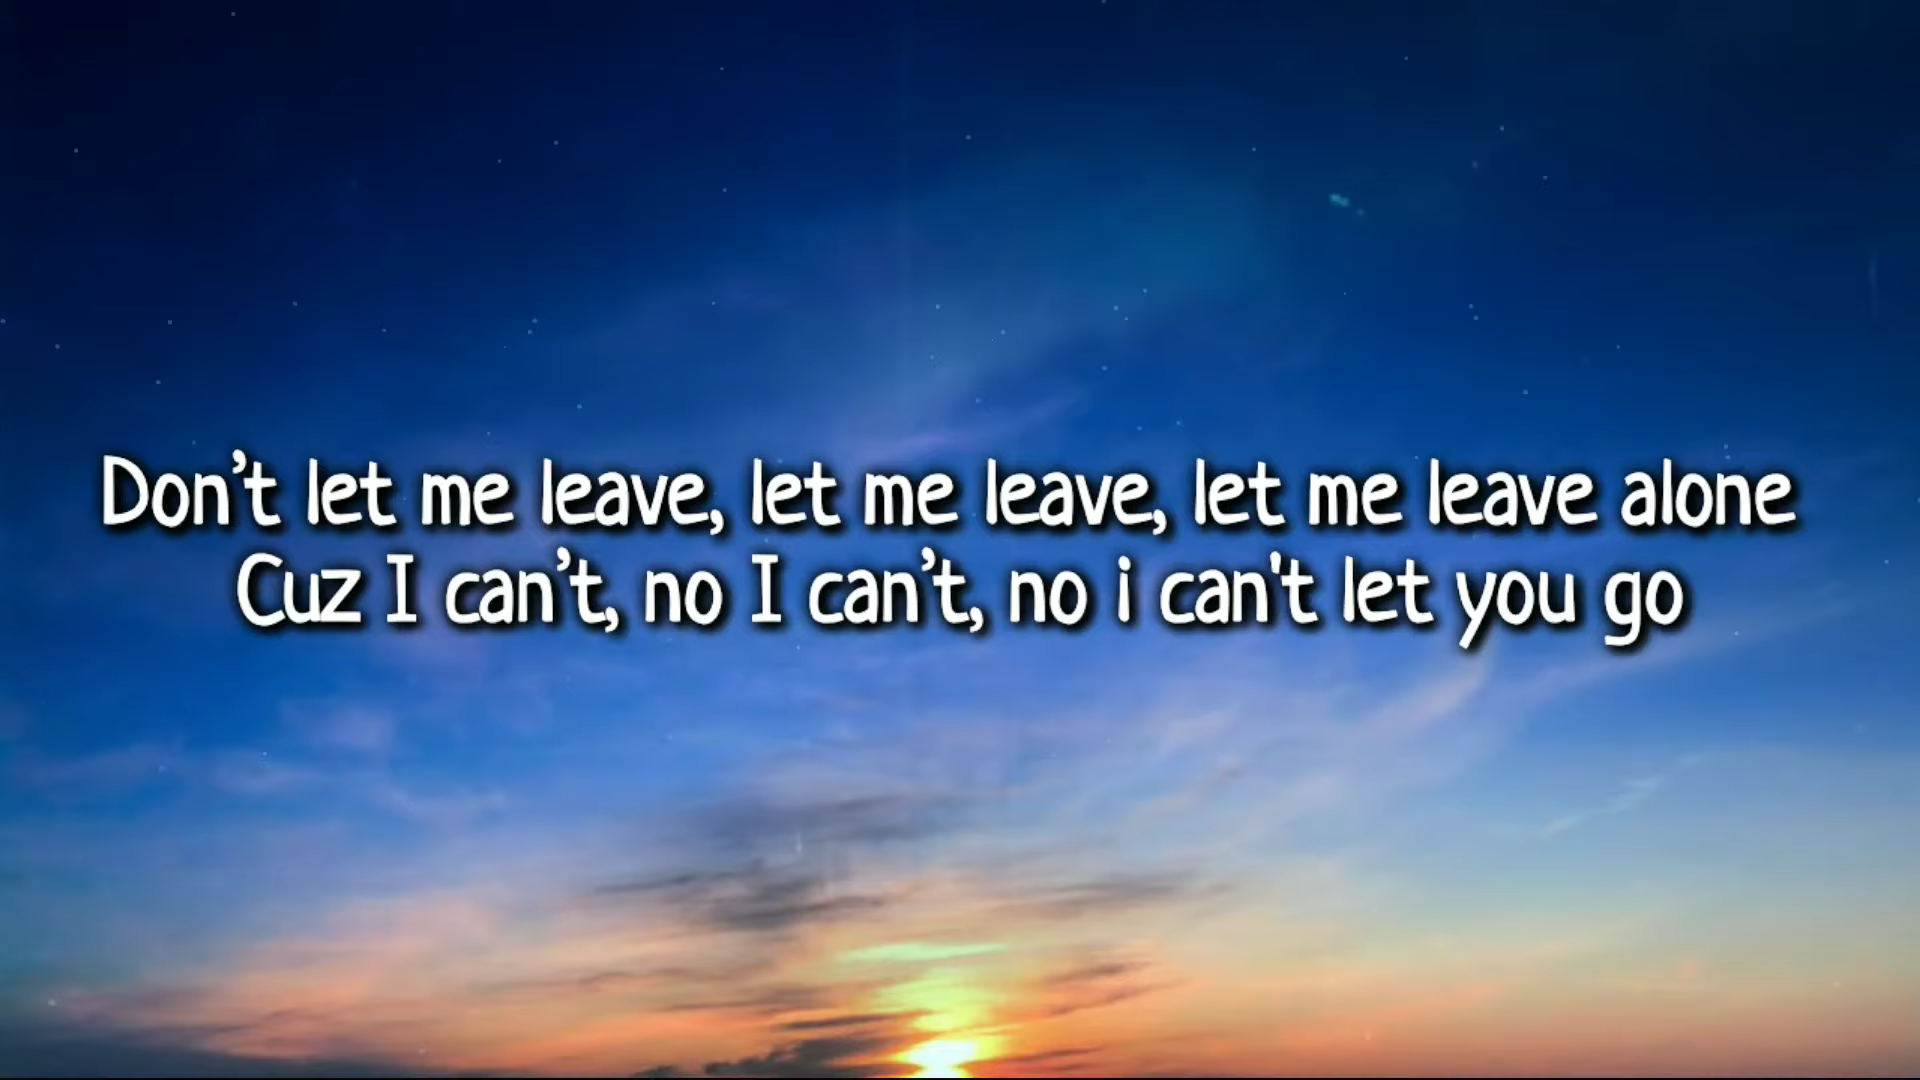 Don’t let me leave, let me leave, let me leave alone
Cuz I can’t, no I can’t, no i can't let you go